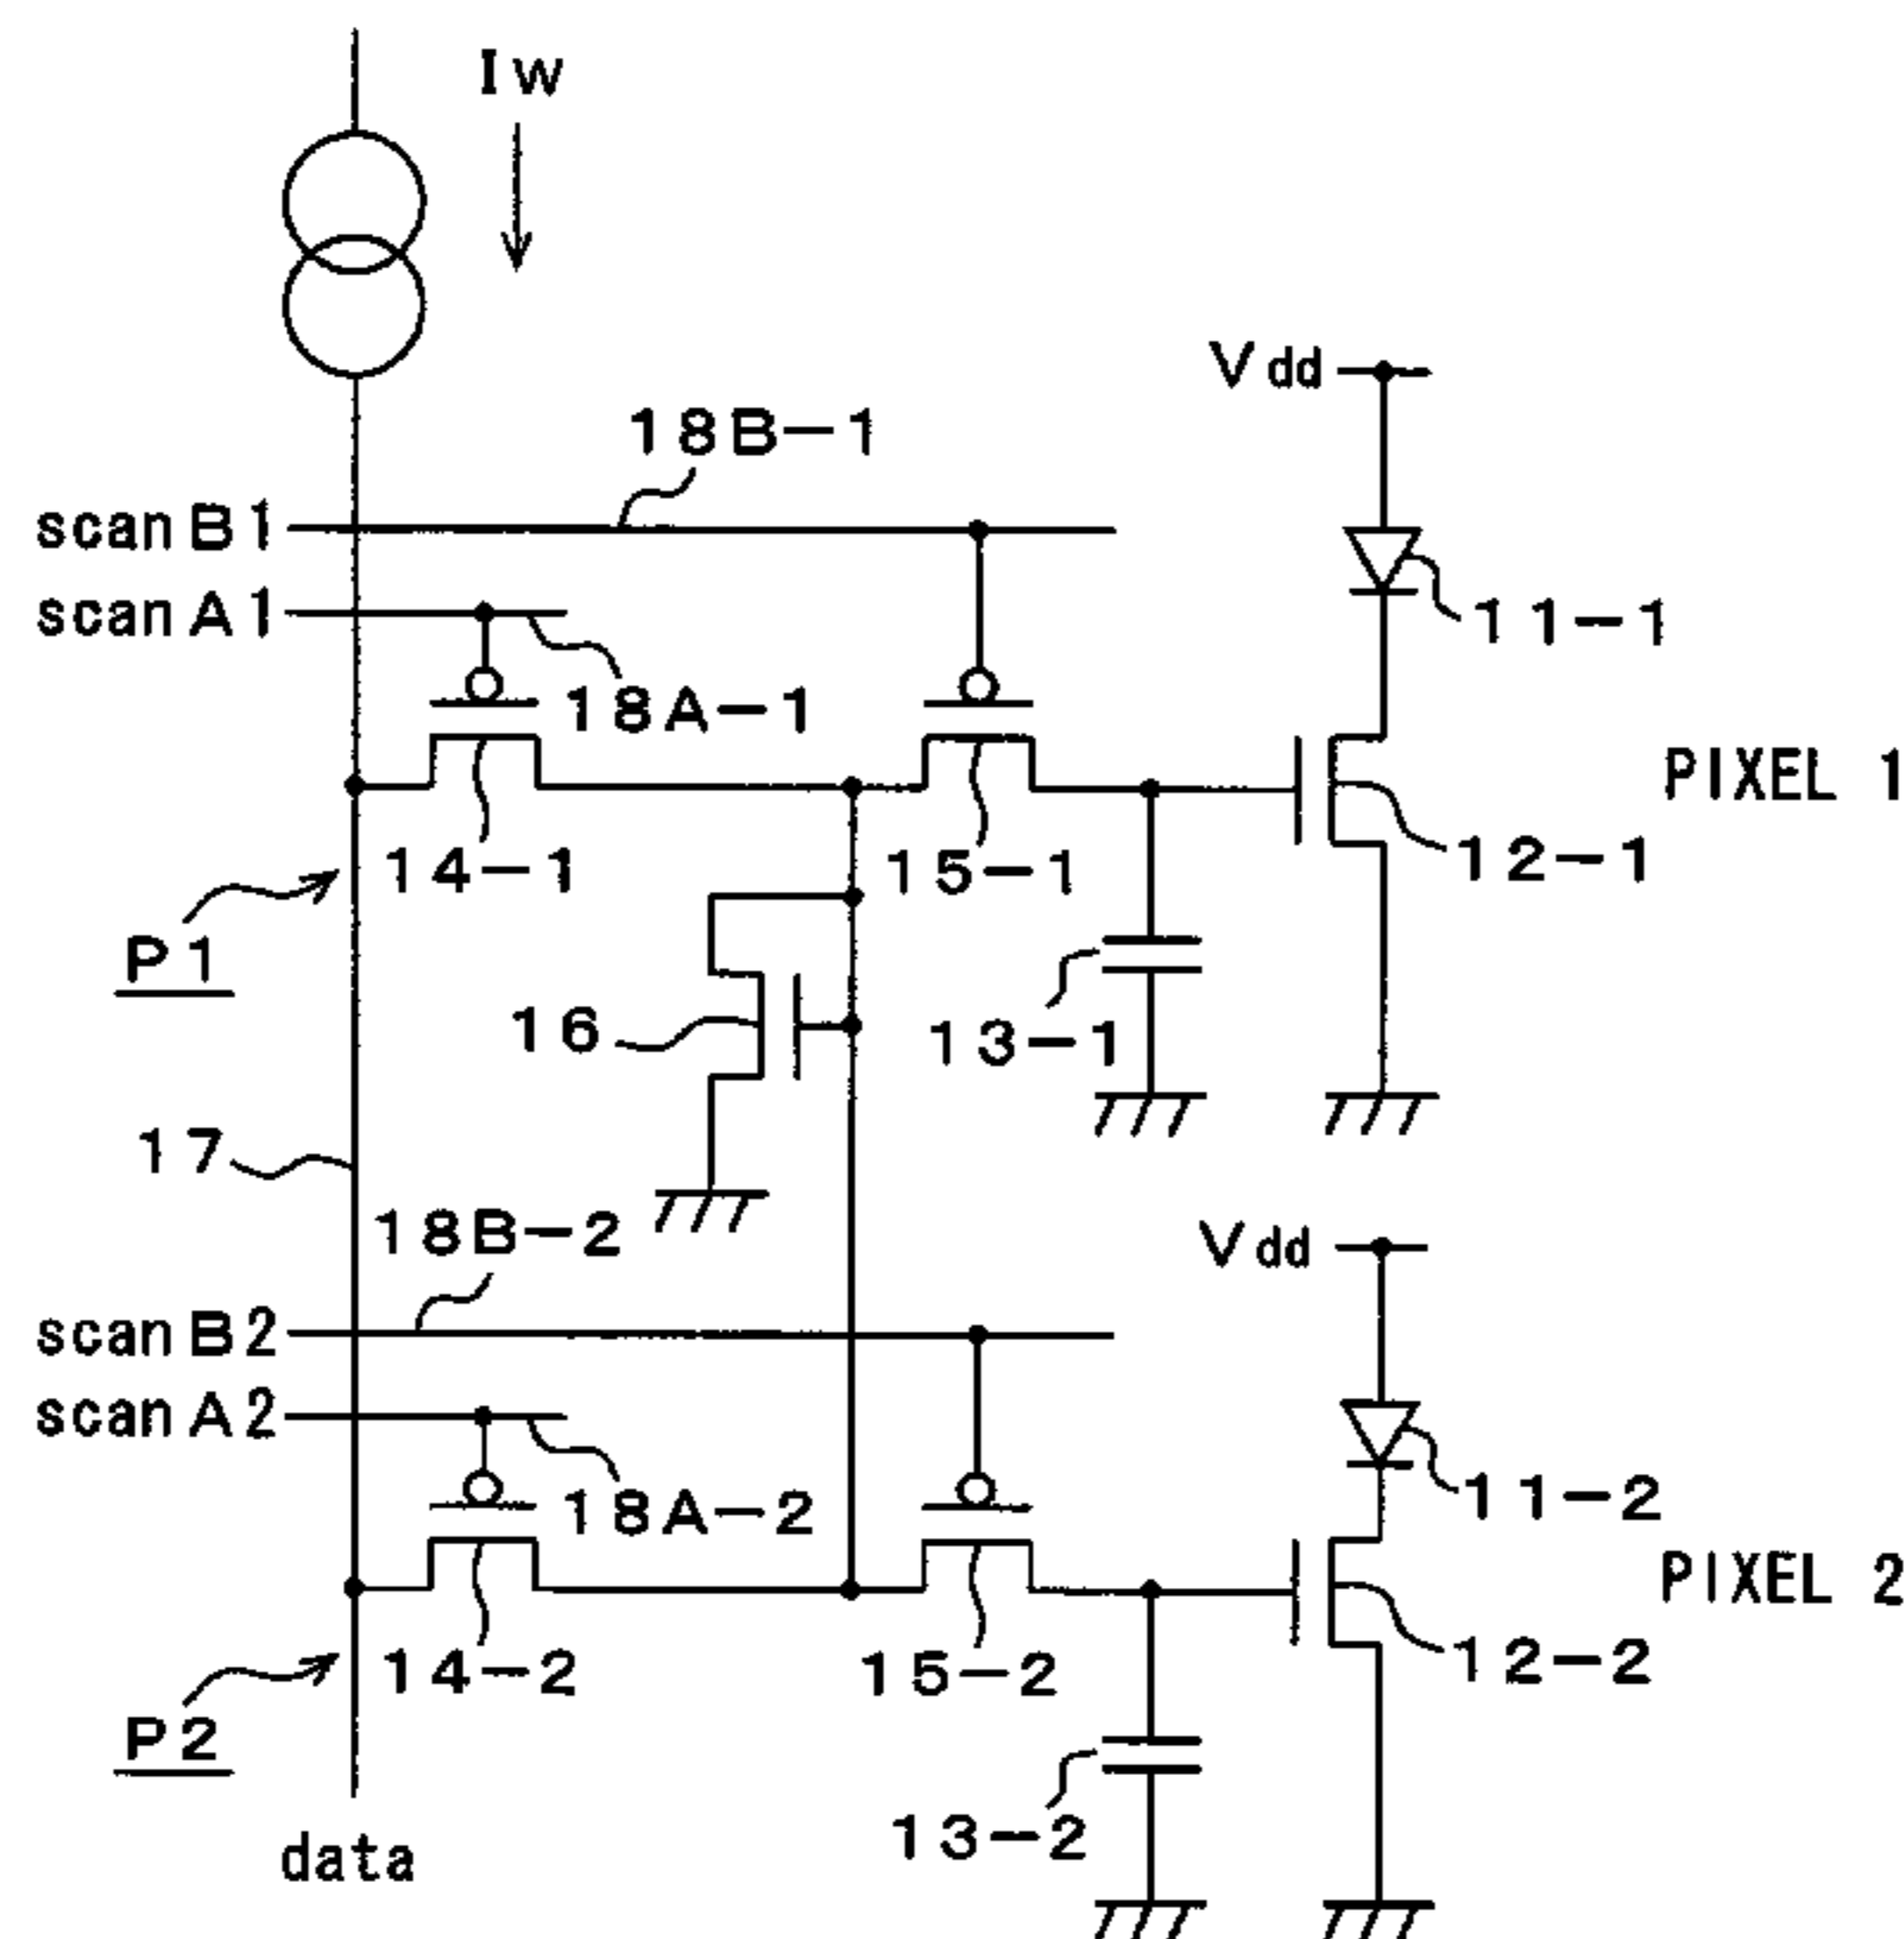 Iw
Vdd
18B-1
scan B1
scan A1
11-1
18A-1
PIXEL 1
14-1
15-1
12-1
P1
16
13-1
17
18B-2
Vdd
scan B2
scan A2
11-2
18A-2
PIXEL 2
14-2
15-2
12-2
P2
13-2
data